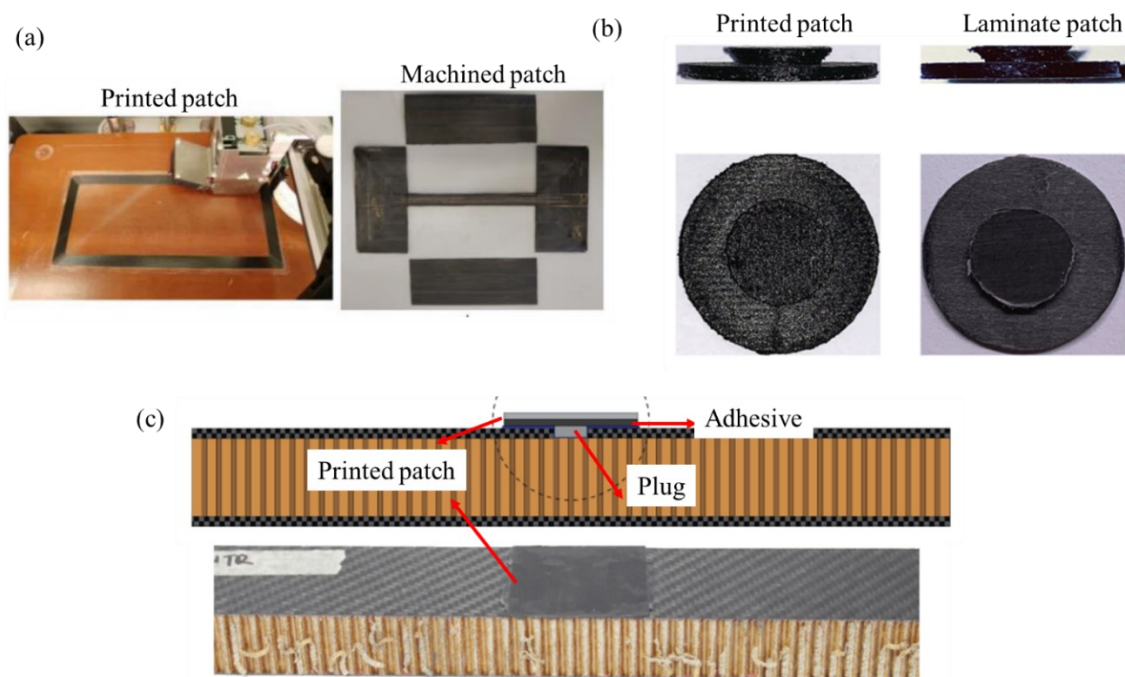 (a)
Printed patch
Machined patch
(b)
Printed patch
Laminate patch
(c)
Adhesive
Printed patch
Plug